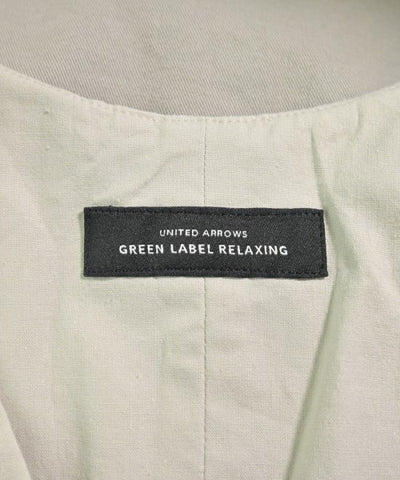 UNITED ARROWS
GREEN LABEL RELAXING